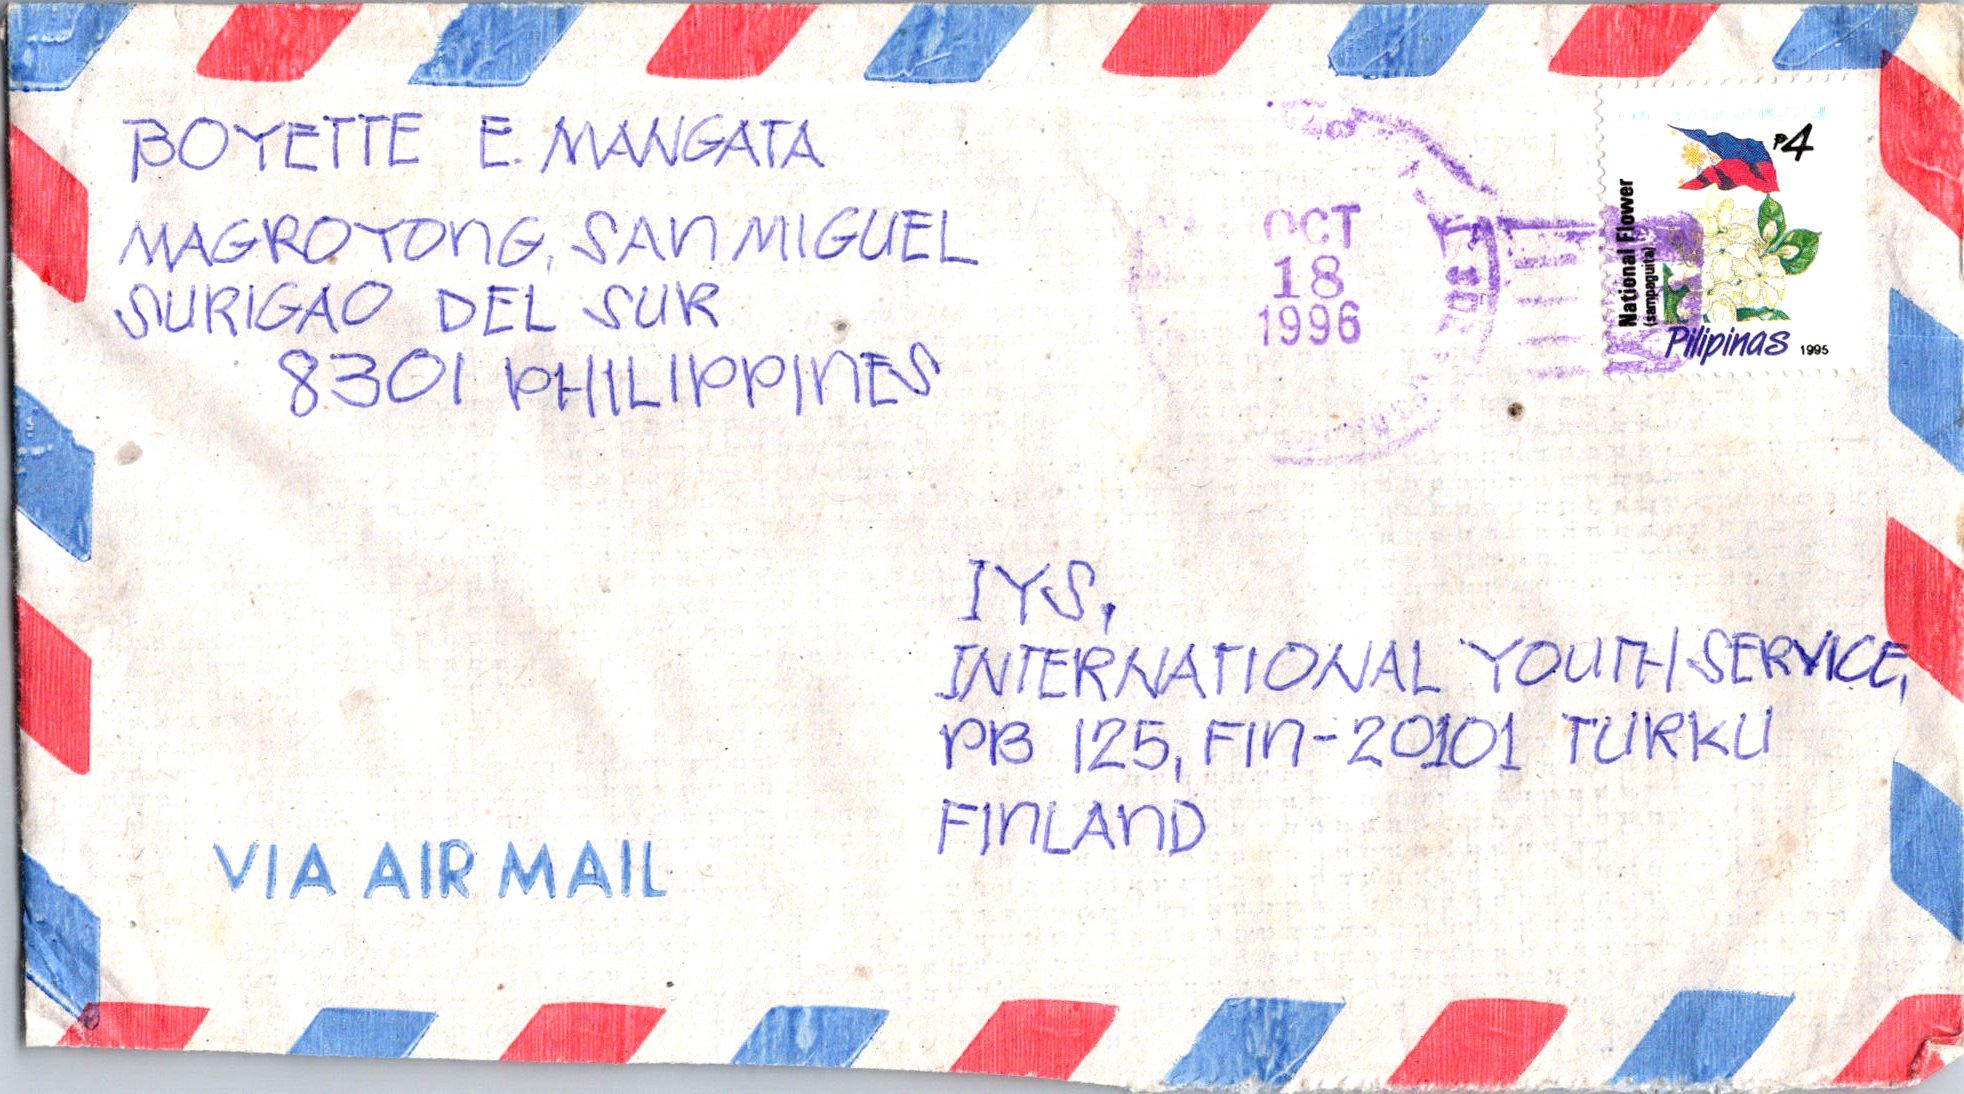 BOYETTE E. MANGATA
MAGROYONG, SAN MIGUEL
SURIGAO DEL SUR
8301 PHILIPPINES
OCT
18
1996
₱4
National Flower
(sampaguita)
Pilipinas 1995
IYS,
INTERNATIONAL YOUTH SERVICE,
PB 125, FIN-20101 TURKU
FINLAND
VIA AIR MAIL